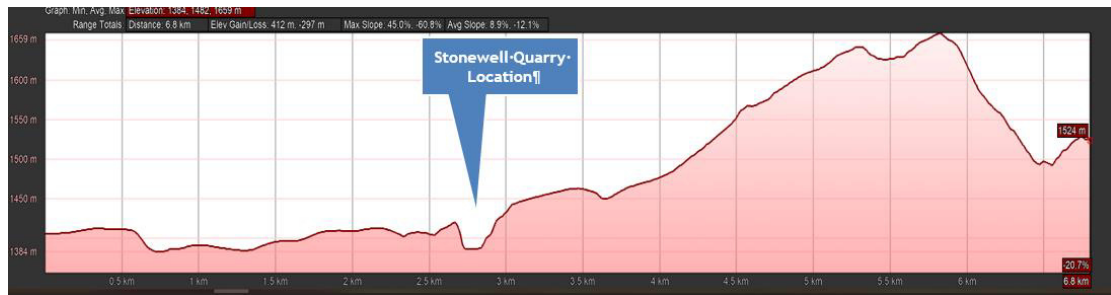 Graph: Min, Avg, Max Elevation: 1384, 1482, 1659 m
Range Totals: Distance: 6.8 km Elev Gain/Loss: 412 m, -297 m Max Slope: 45.0%, -60.8% Avg Slope: 8.9%, -12.1%
1659 m
Stonewell·Quarry·
Location¶
1600 m
1550 m
1524 m
1500 m
1450 m
1384 m
-20.7%
0.5 km 1 km 1.5 km 2 km 2.5 km 3 km 3.5 km 4 km 4.5 km 5 km 5.5 km 6 km 6.8 km